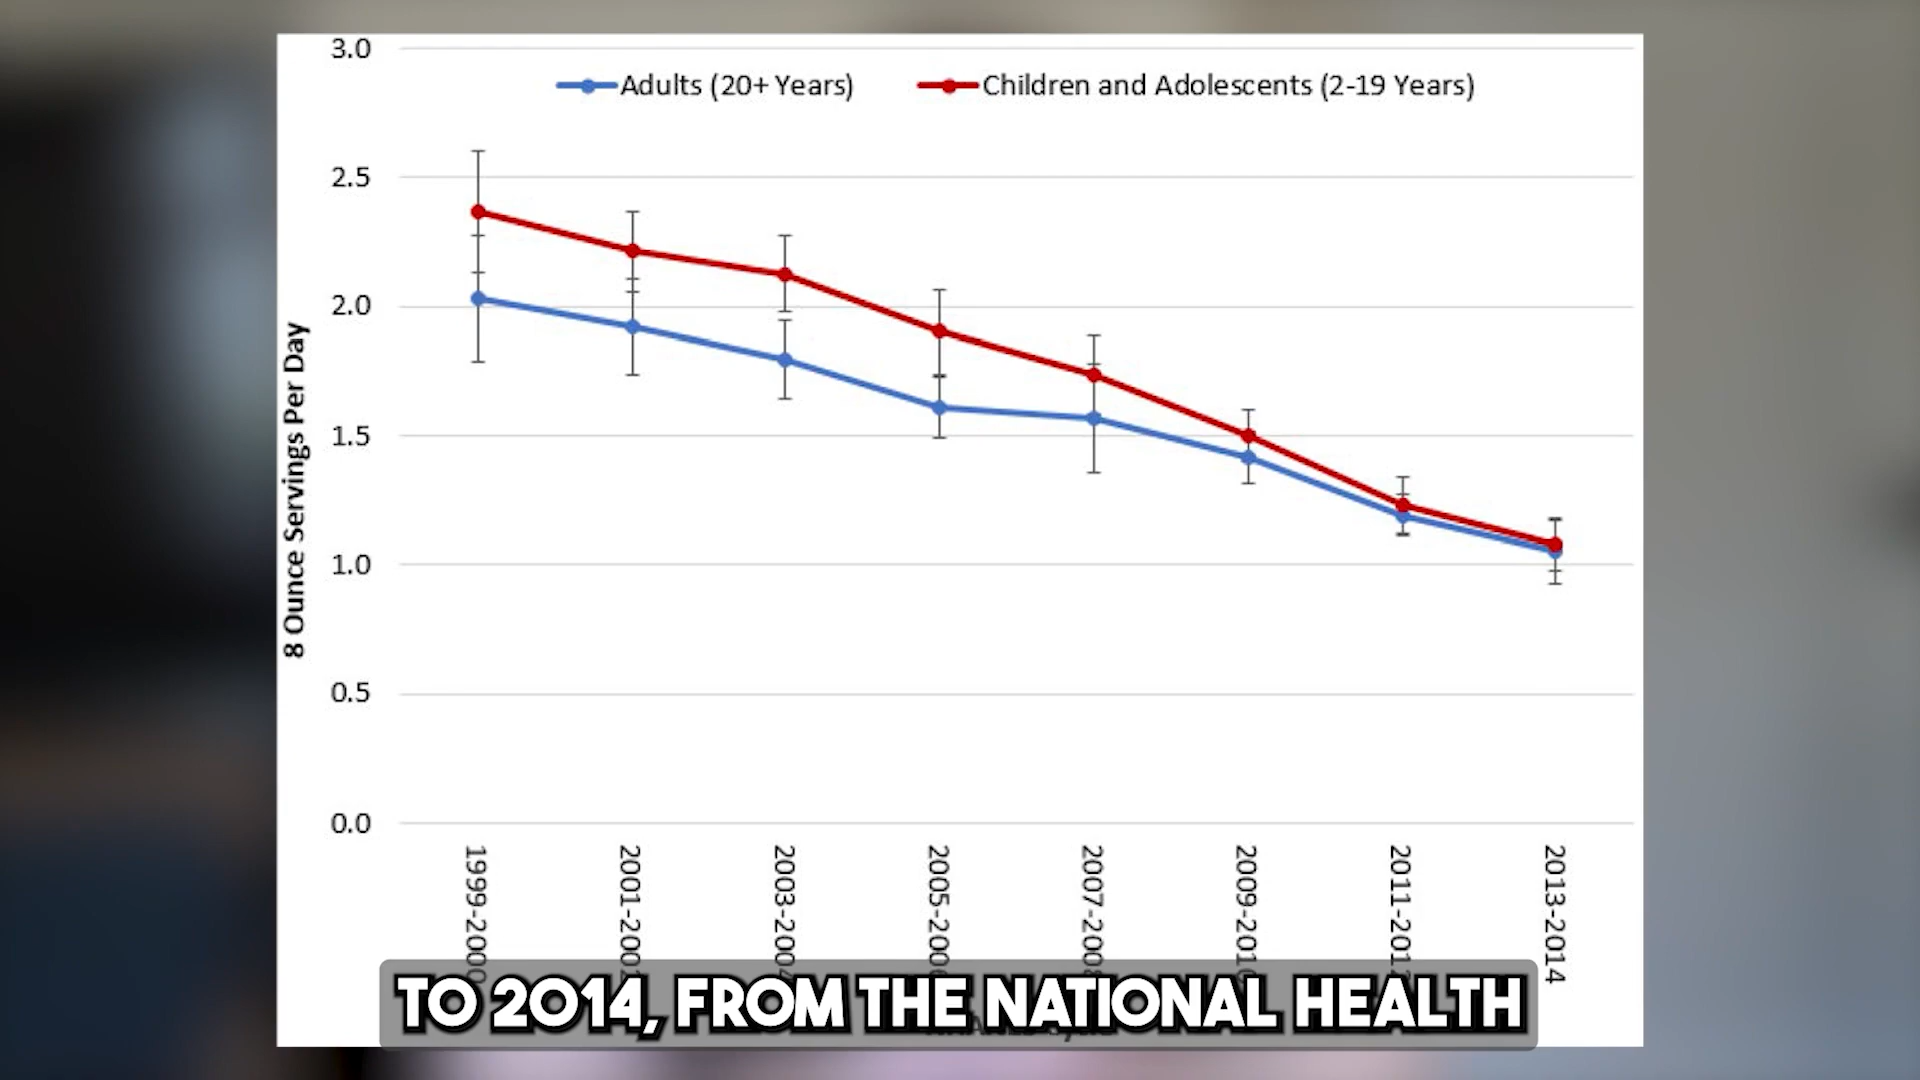 3.0
Adults (20+ Years)
Children and Adolescents (2-19 Years)
2.5
2.0
1.5
1.0
0.5
0.0
8 Ounce Servings Per Day
2013-2014
TO 2014, FROM THE NATIONAL HEALTH